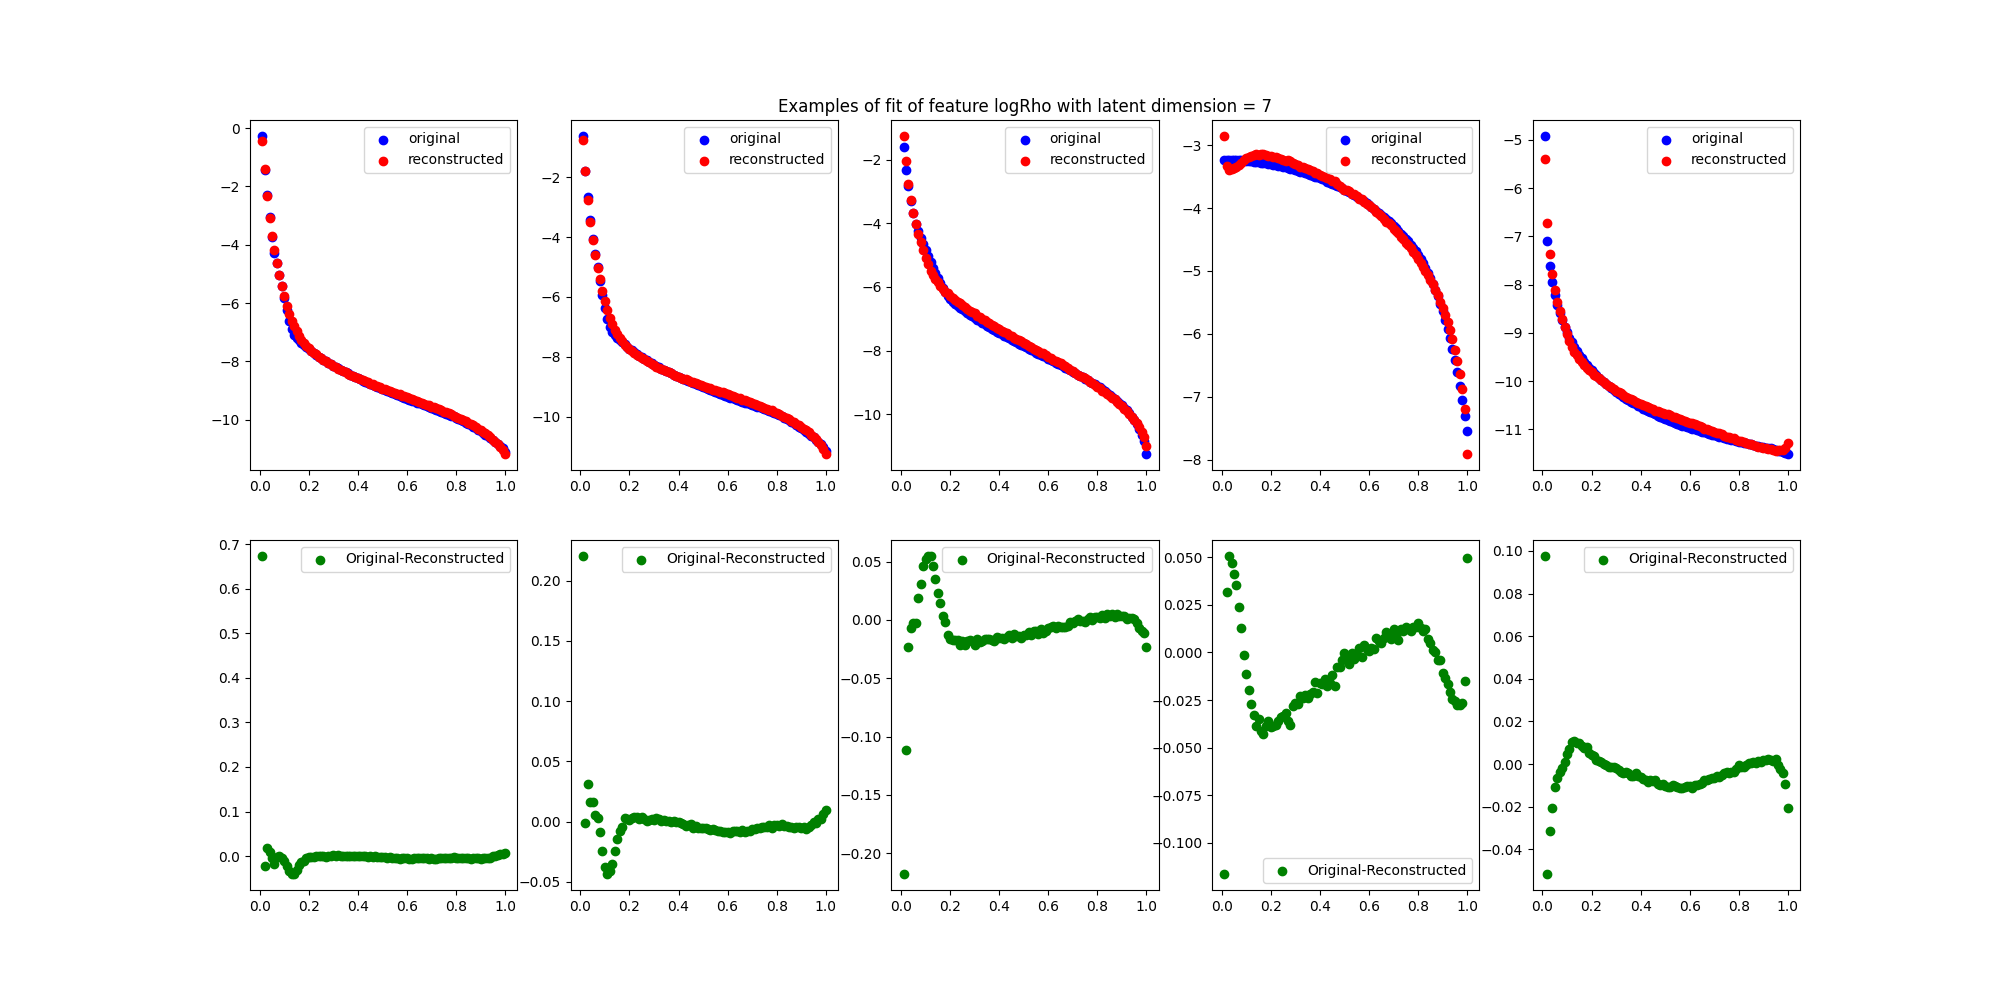 Examples of fit of feature logRho with latent dimension = 7
original
reconstructed
0
−2
−4
−6
−8
−10
0.0 0.2 0.4 0.6 0.8 1.0
original
reconstructed
−2
−4
−6
−8
−10
0.0 0.2 0.4 0.6 0.8 1.0
original
reconstructed
−2
−4
−6
−8
−10
0.0 0.2 0.4 0.6 0.8 1.0
original
reconstructed
−3
−4
−5
−6
−7
−8
0.0 0.2 0.4 0.6 0.8 1.0
original
reconstructed
−5
−6
−7
−8
−9
−10
−11
0.0 0.2 0.4 0.6 0.8 1.0
Original-Reconstructed
0.7
0.6
0.5
0.4
0.3
0.2
0.1
0.0
0.0 0.2 0.4 0.6 0.8 1.0
Original-Reconstructed
0.20
0.15
0.10
0.05
0.00
−0.05
0.0 0.2 0.4 0.6 0.8 1.0
Original-Reconstructed
0.05
0.00
−0.05
−0.10
−0.15
−0.20
0.0 0.2 0.4 0.6 0.8 1.0
0.050
0.025
0.000
−0.025
−0.050
−0.075
−0.100
Original-Reconstructed
0.0 0.2 0.4 0.6 0.8 1.0
Original-Reconstructed
0.10
0.08
0.06
0.04
0.02
0.00
−0.02
−0.04
0.0 0.2 0.4 0.6 0.8 1.0